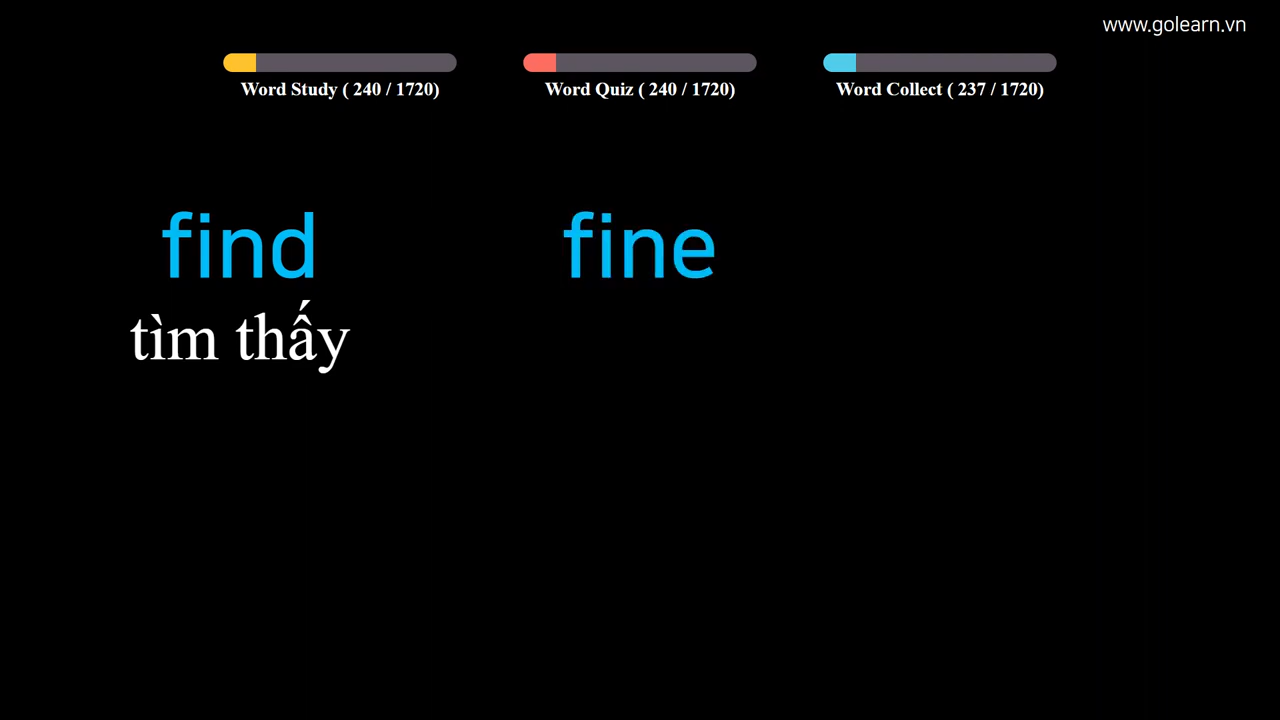 www.golearn.vn
Word Study ( 240 / 1720)
Word Quiz ( 240 / 1720)
Word Collect ( 237 / 1720)
find
fine
tìm thấy